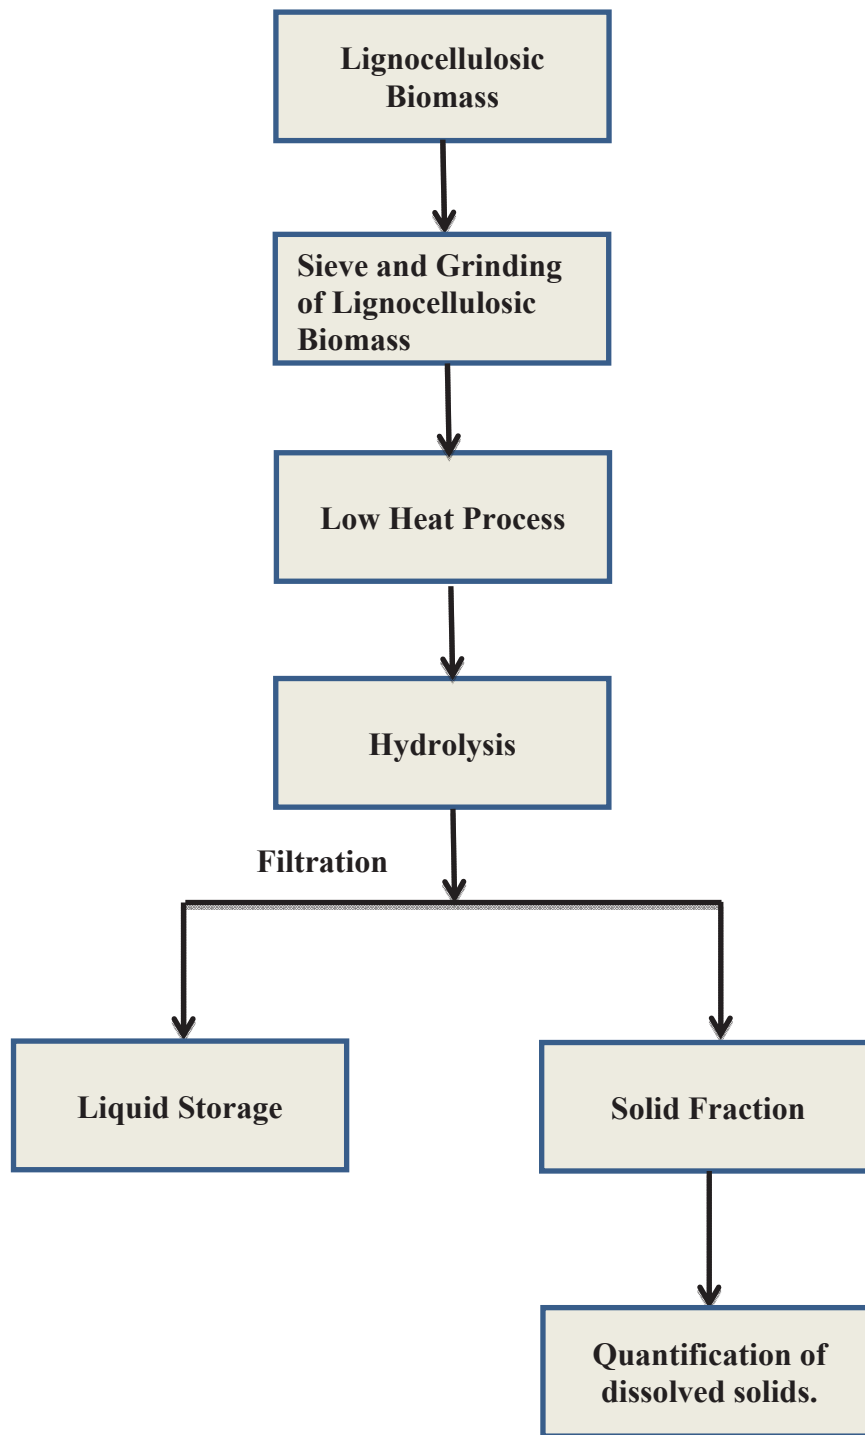 Lignocellulosic
Biomass
Sieve and Grinding
of Lignocellulosic
Biomass
Low Heat Process
Hydrolysis
Filtration
Liquid Storage
Solid Fraction
Quantification of
dissolved solids.